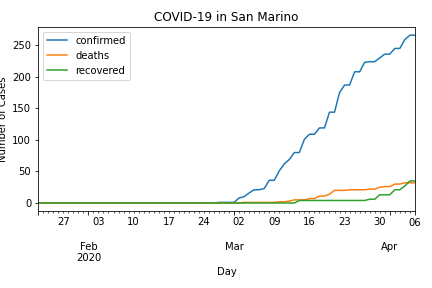 COVID-19 in San Marino
confirmed
deaths
recovered
Number of Cases
250
200
150
100
50
0
27 03 10 17 24 02 09 16 23 30 06
Feb Mar Apr
2020
Day